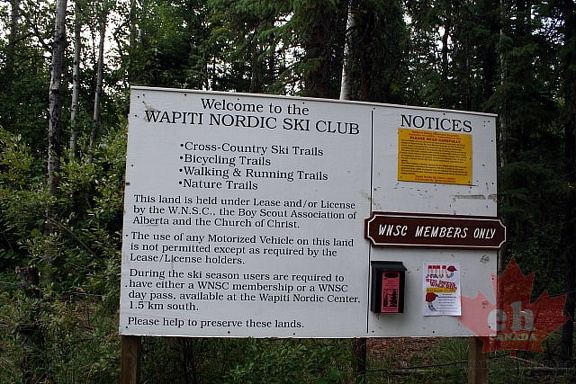 Welcome to the
WAPITI NORDIC SKI CLUB
•Cross-Country Ski Trails
•Bicycling Trails
•Walking & Running Trails
•Nature Trails
This land is held under Lease and/or License
by the W.N.S.C., the Boy Scout Association of
Alberta and the Church of Christ.
The use of any Motorized Vehicle on this land
is not permitted except as required by the
Lease/License holders.
During the ski season users are required to
have either a WNSC membership or a WNSC
day pass, available at the Wapiti Nordic Center,
1.5 km south.
Please help to preserve these lands.
NOTICES
PLEASE READ CAREFULLY
WNSC MEMBERS ONLY
eh
CANADA